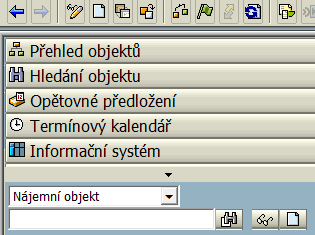 Přehled objektů
Hledání objektu
Opětovné předložení
Termínový kalendář
Informační systém
Nájemní objekt